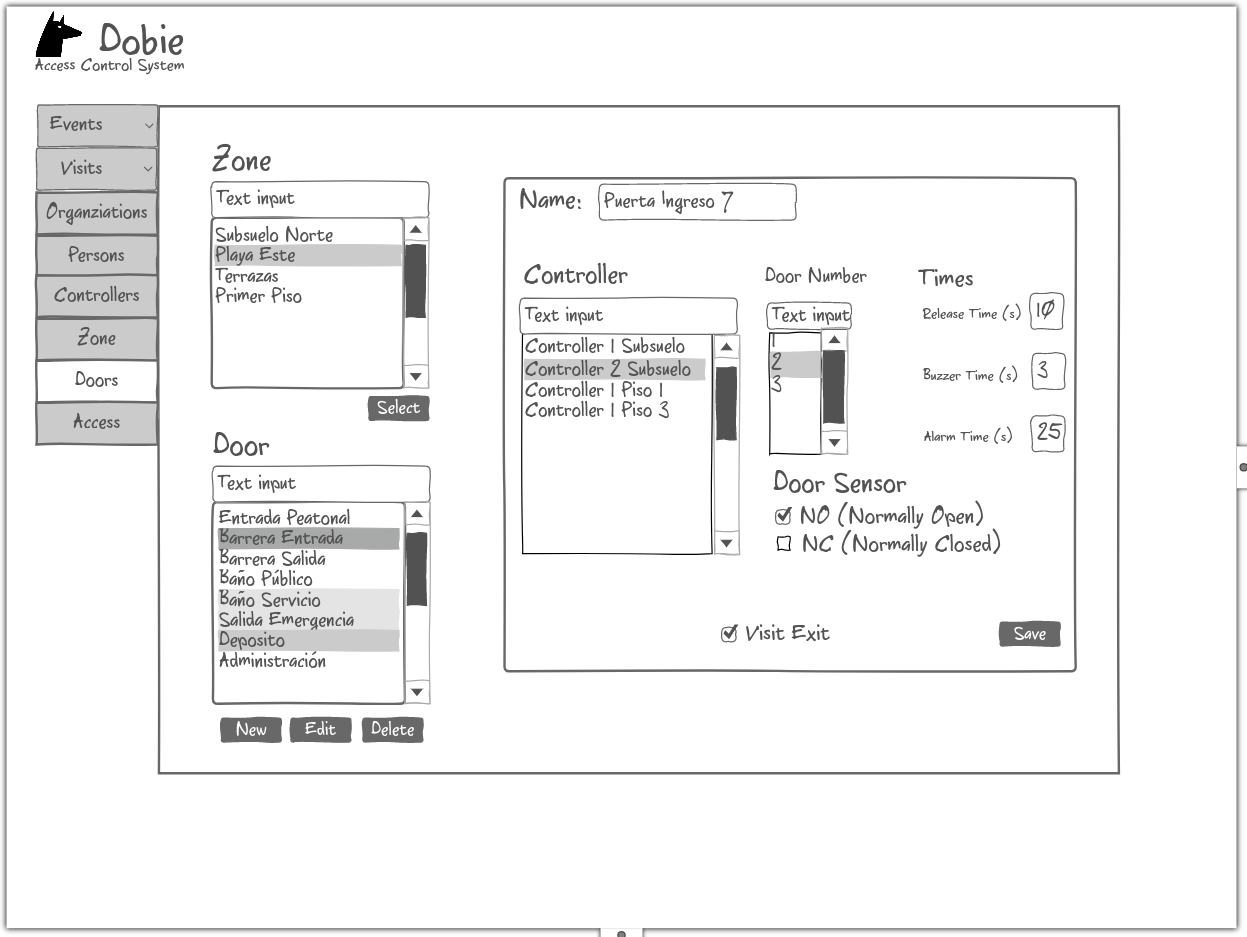 Dobie
Access Control System
Events
Visits
Organziations
Persons
Controllers
Zone
Doors
Access
Zone
Text input
Subsuelo Norte
Playa Este
Terrazas
Primer Piso
Select
Door
Text input
Entrada Peatonal
Barrera Entrada
Barrera Salida
Baño Público
Baño Servicio
Salida Emergencia
Deposito
Administración
New Edit Delete
Name: Puerta Ingreso 7
Controller
Text input
Controller 1 Subsuelo
Controller 2 Subsuelo
Controller 1 Piso 1
Controller 1 Piso 3
Door Number
Text input
1
2
3
Times
Release Time (s) 10
Buzzer Time (s) 3
Alarm Time (s) 25
Door Sensor
NO (Normally Open)
NC (Normally Closed)
Visit Exit
Save